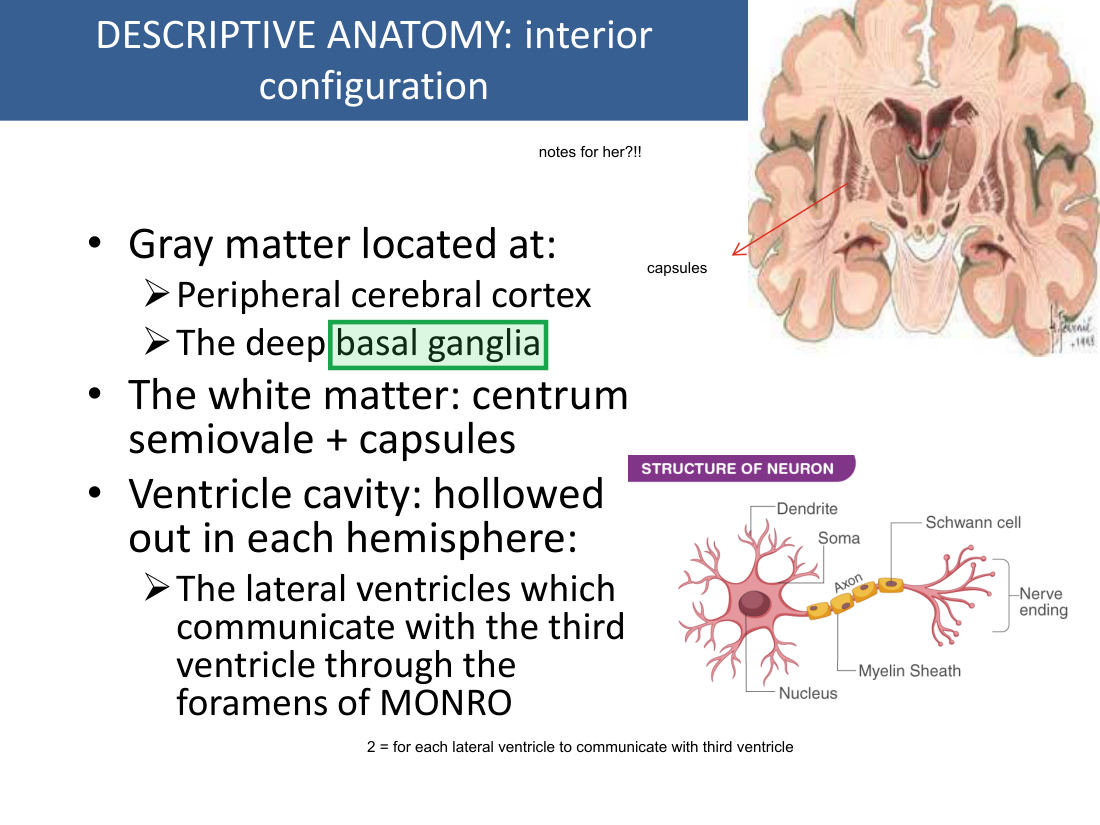 DESCRIPTIVE ANATOMY: interior
configuration
notes for her?!!
• Gray matter located at:
➢Peripheral cerebral cortex
➢The deep basal ganglia
• The white matter: centrum
semiovale + capsules
• Ventricle cavity: hollowed
out in each hemisphere:
➢The lateral ventricles which
communicate with the third
ventricle through the
foramens of MONRO
2 = for each lateral ventricle to communicate with third ventricle
capsules
STRUCTURE OF NEURON
Dendrite
Soma
Schwann cell
Axon
Nerve
ending
Myelin Sheath
Nucleus